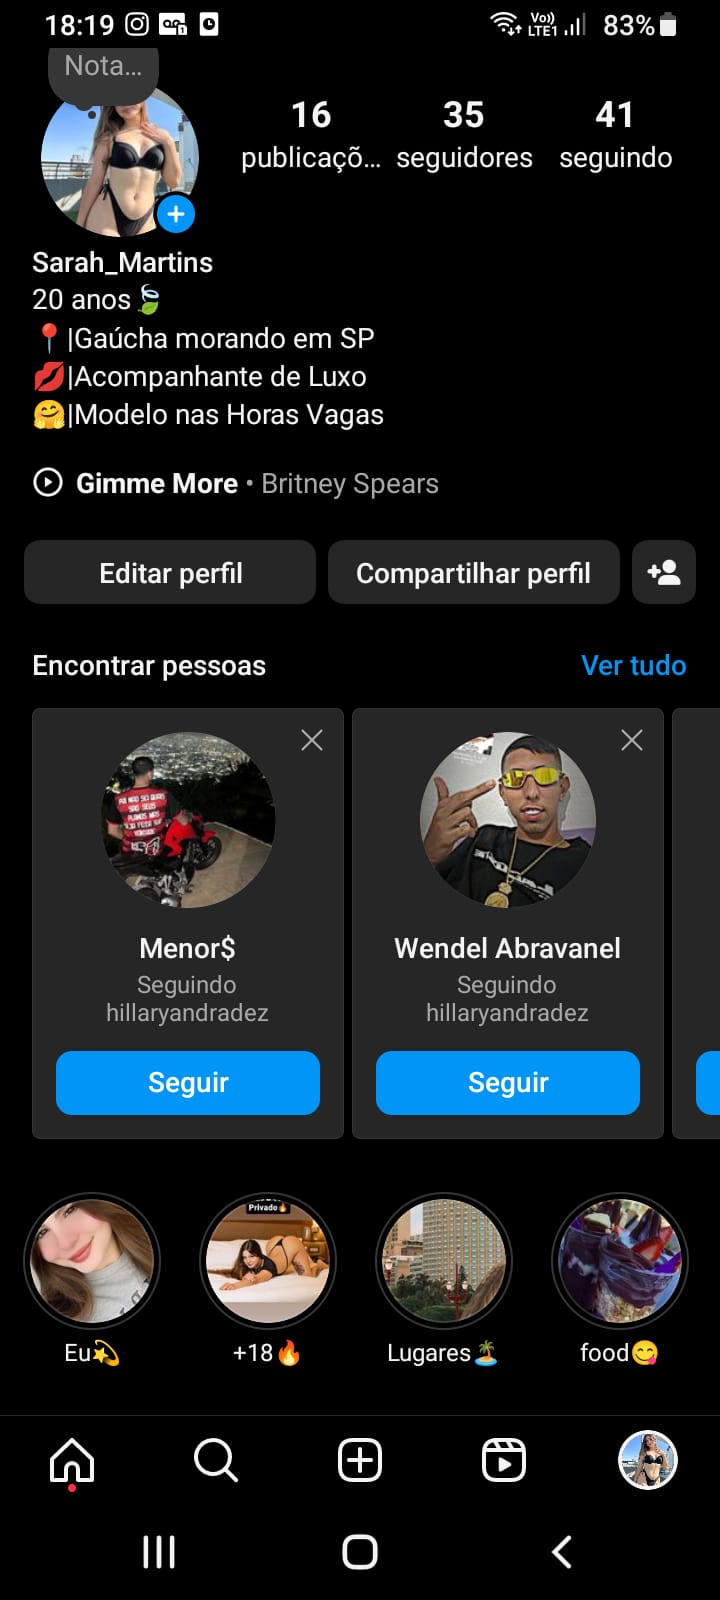 18:19
Vo))
LTE1
83%
Nota...
16
35
41
publicaçõ...
seguidores
seguindo
Sarah_Martins
20 anos🍃
📍|Gaúcha morando em SP
💋|Acompanhante de Luxo
🤗|Modelo nas Horas Vagas
Gimme More • Britney Spears
Editar perfil
Compartilhar perfil
Encontrar pessoas
Ver tudo
Menor$
Seguindo
hillaryandradez
Seguir
Wendel Abravanel
Seguindo
hillaryandradez
Seguir
Privado🔥
Eu💫
+18🔥
Lugares🏝️
food😋